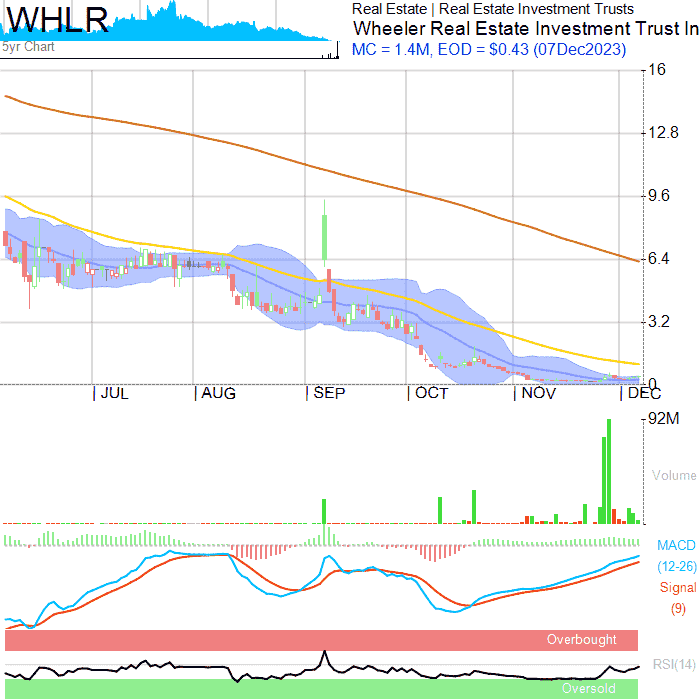 WHLR
5yr Chart
Real Estate | Real Estate Investment Trusts
Wheeler Real Estate Investment Trust In
MC = 1.4M, EOD = $0.43 (07Dec2023)
16
12.8
9.6
6.4
3.2
0
JUL
AUG
SEP
OCT
NOV
DEC
92M
Volume
MACD
(12-26)
Signal
(9)
Overbought
RSI(14)
Oversold